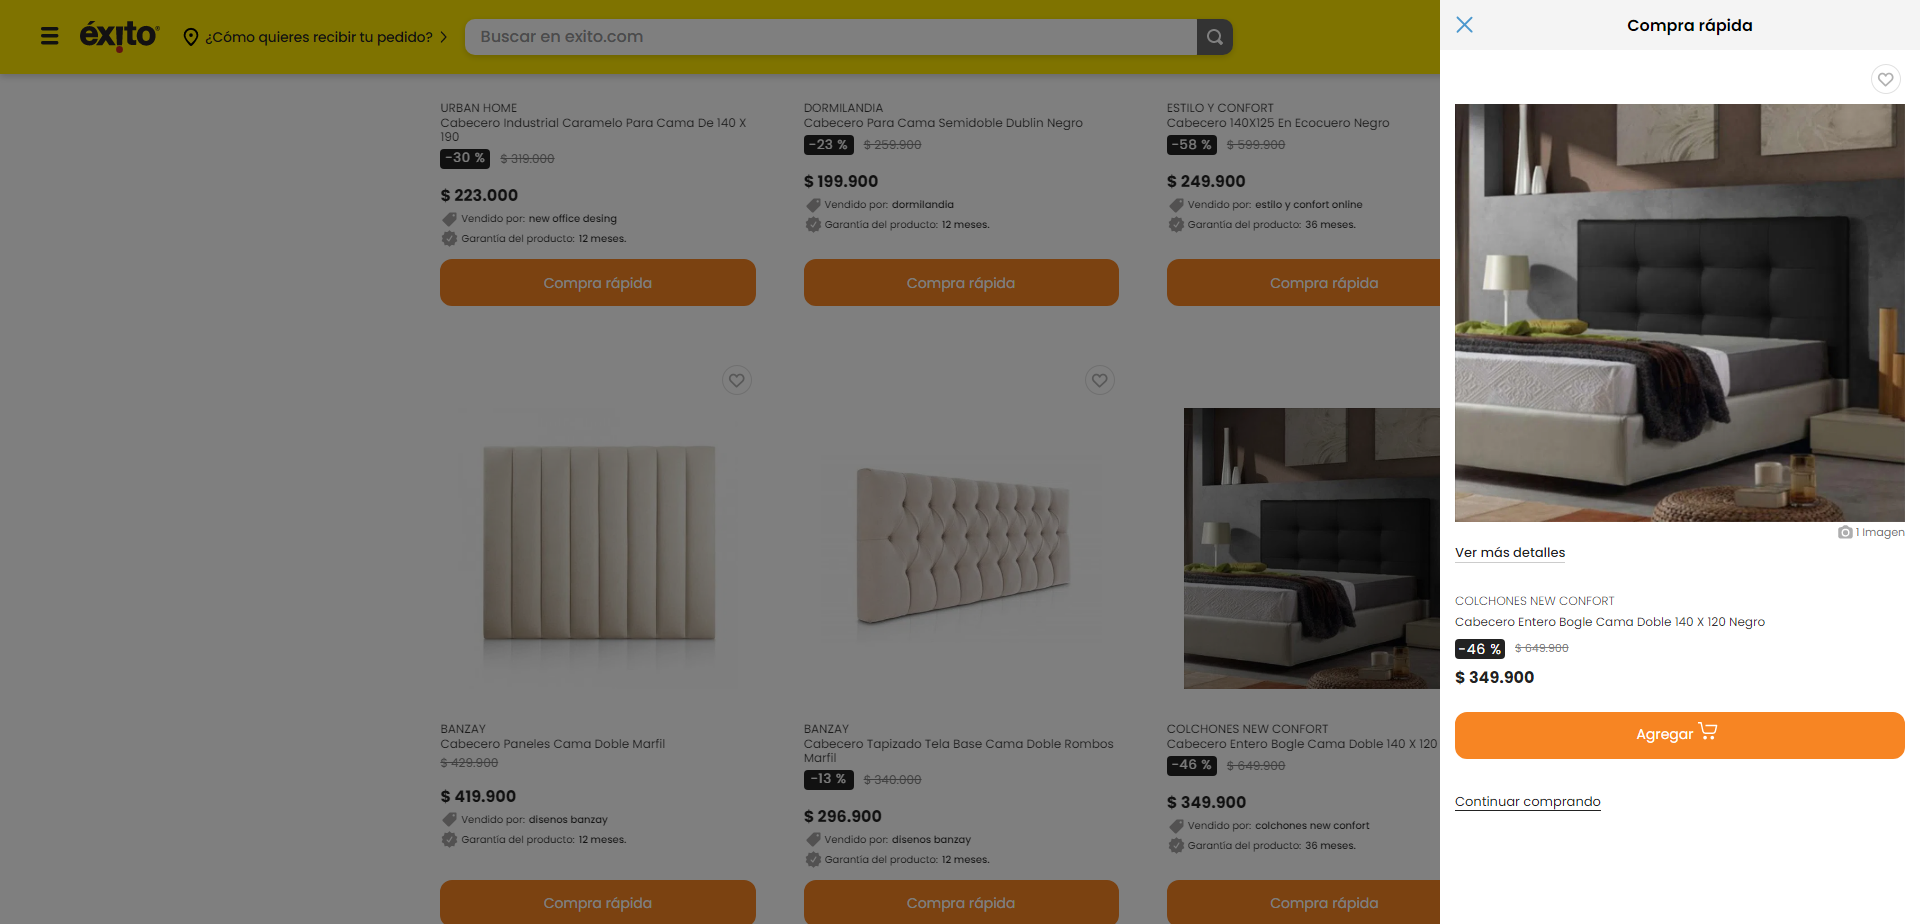 éxito
¿Cómo quieres recibir tu pedido?
Buscar en exito.com
URBAN HOME
Cabecero Industrial Caramelo Para Cama De 140 X
190
-30 %
$ 319.000
$ 223.000
Vendido por: new office desing
Garantía del producto: 12 meses.
Compra rápida
DORMILANDIA
Cabecero Para Cama Semidoble Dublin Negro
-23 %
$ 259.900
$ 199.900
Vendido por: dormilandia
Garantía del producto: 12 meses.
Compra rápida
ESTILO Y CONFORT
Cabecero 140X125 En Ecocuero Negro
-58 %
$ 599.900
$ 249.900
Vendido por: estilo y confort online
Garantía del producto: 36 meses.
Compra rápida
BANZAY
Cabecero Paneles Cama Doble Marfil
$ 429.900
$ 419.900
Vendido por: disenos banzay
Garantía del producto: 12 meses.
Compra rápida
BANZAY
Cabecero Tapizado Tela Base Cama Doble Rombos
Marfil
-13 %
$ 340.000
$ 296.900
Vendido por: disenos banzay
Garantía del producto: 12 meses.
Compra rápida
COLCHONES NEW CONFORT
Cabecero Entero Bogle Cama Doble 140 X 120
-46 %
$ 649.900
$ 349.900
Vendido por: colchones new confort
Garantía del producto: 36 meses.
Compra rápida
Compra rápida
1 Imagen
Ver más detalles
COLCHONES NEW CONFORT
Cabecero Entero Bogle Cama Doble 140 X 120 Negro
-46 %
$ 649.900
$ 349.900
Agregar
Continuar comprando